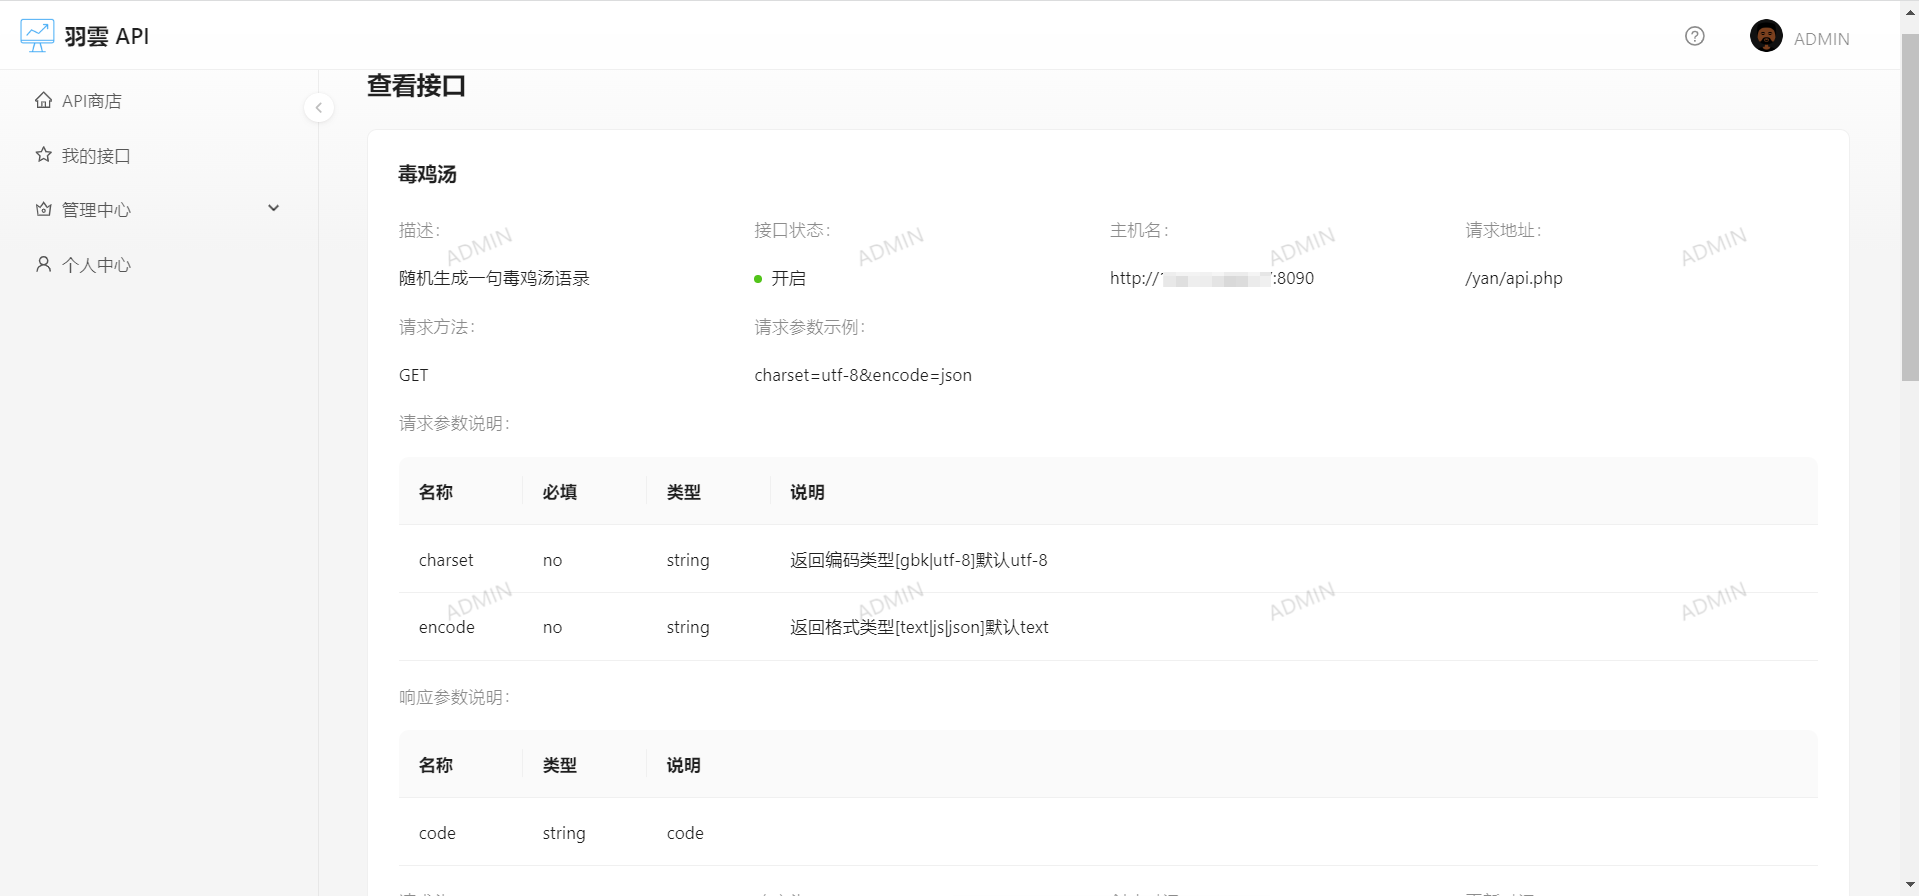 羽雲 API
ADMIN
API商店
我的接口
管理中心
个人中心
查看接口
毒鸡汤
描述： 接口状态： 主机名： 请求地址：
随机生成一句毒鸡汤语录 开启 http:// :8090 /yan/api.php
请求方法： 请求参数示例：
GET charset=utf-8&encode=json
请求参数说明：
名称 必填 类型 说明
charset no string 返回编码类型[gbk|utf-8]默认utf-8
encode no string 返回格式类型[text|js|json]默认text
响应参数说明：
名称 类型 说明
code string code
ADMIN ADMIN ADMIN ADMIN
ADMIN ADMIN ADMIN ADMIN